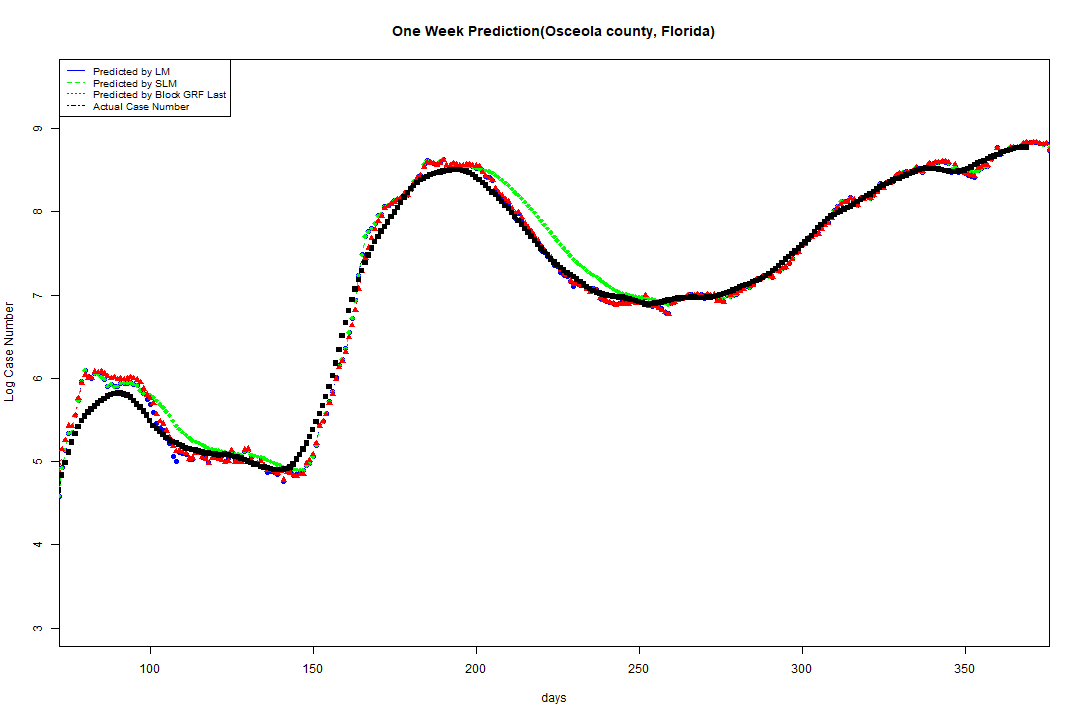 One Week Prediction(Osceola county, Florida)
Predicted by LM
Predicted by SLM
Predicted by Block GRF Last
Actual Case Number
9
8
7
6
5
4
3
Log Case Number
100 150 200 250 300 350
days